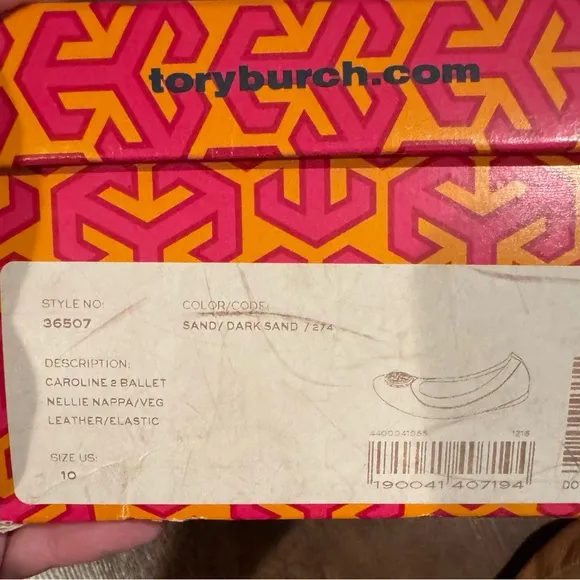 toryburch.com
STYLE NO:
36507
COLOR/CODE:
SAND/ DARK SAND / 274
DESCRIPTION:
CAROLINE 2 BALLET
NELLIE NAPPA/VEG
LEATHER/ELASTIC
SIZE US:
10
1216
190041 407194
DO